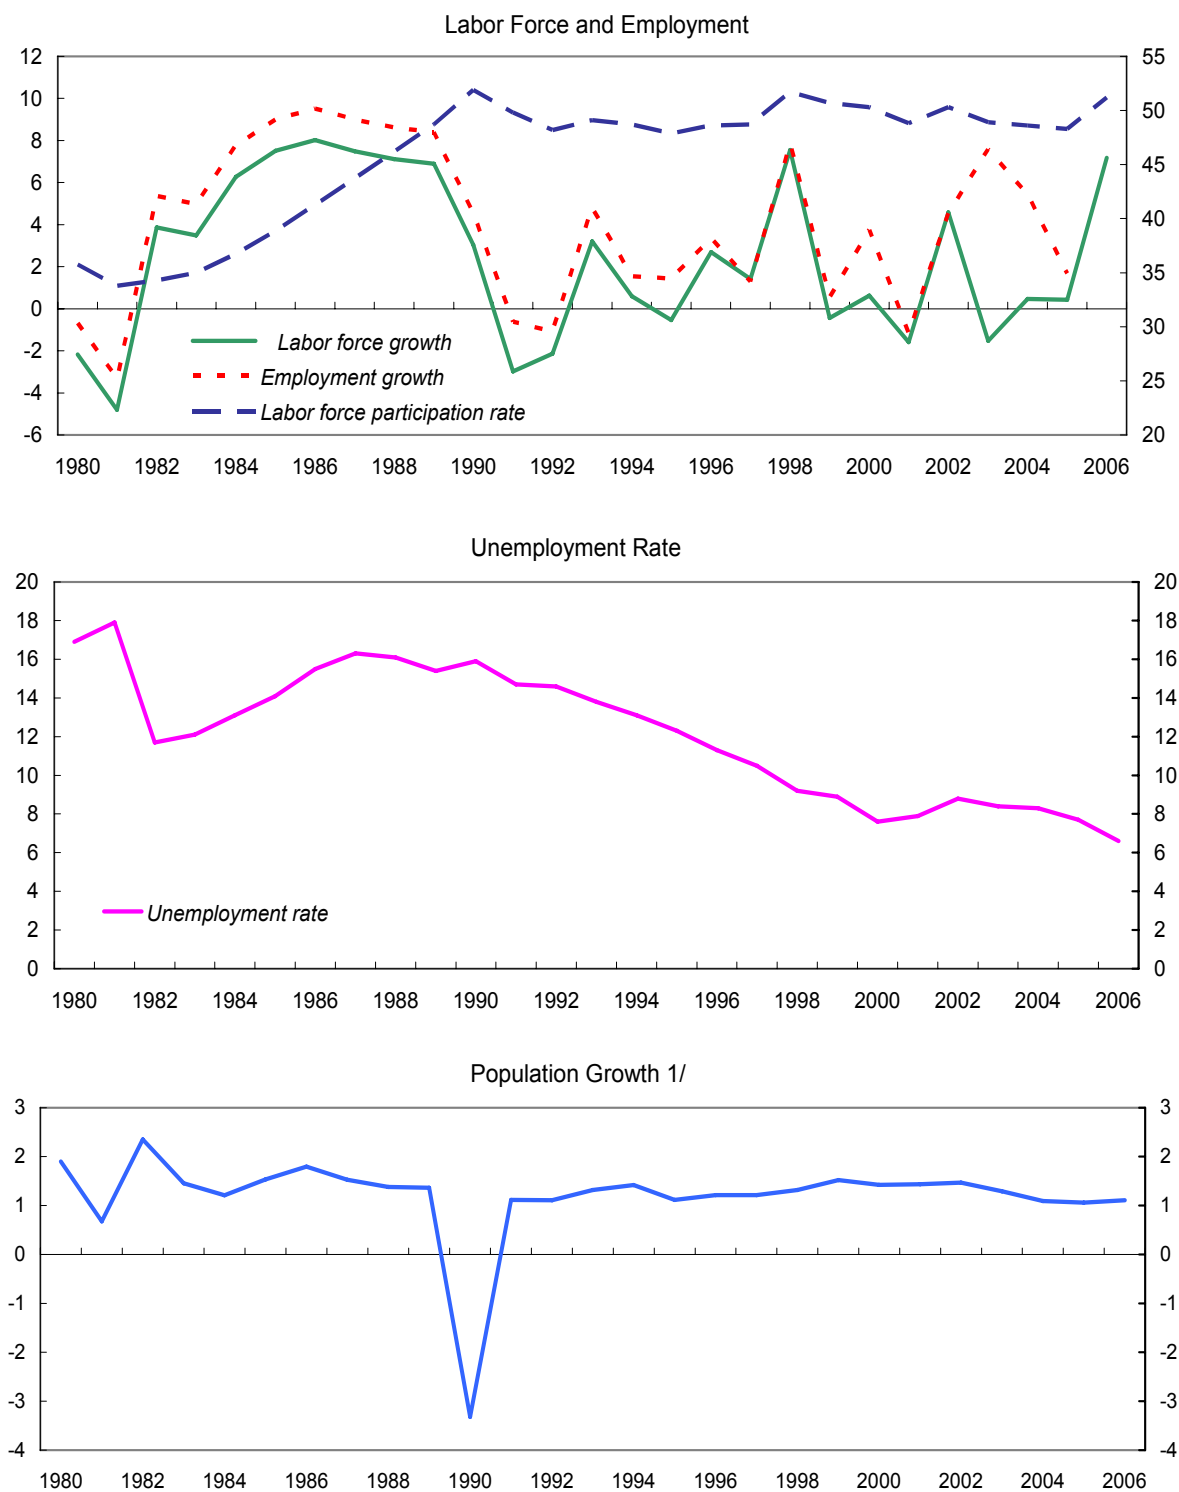 Labor Force and Employment
12 55
10 50
8 45
6
4 40
2 35
0 30
-2 25
-4
-6 20
Labor force growth
Employment growth
Labor force participation rate
1980 1982 1984 1986 1988 1990 1992 1994 1996 1998 2000 2002 2004 2006
Unemployment Rate
20 20
18 18
16 16
14 14
12 12
10 10
8 8
6 6
4 4
Unemployment rate
2 2
0 0
1980 1982 1984 1986 1988 1990 1992 1994 1996 1998 2000 2002 2004 2006
Population Growth 1/
3 3
2 2
1 1
0 0
-1 -1
-2 -2
-3 -3
-4 -4
1980 1982 1984 1986 1988 1990 1992 1994 1996 1998 2000 2002 2004 2006